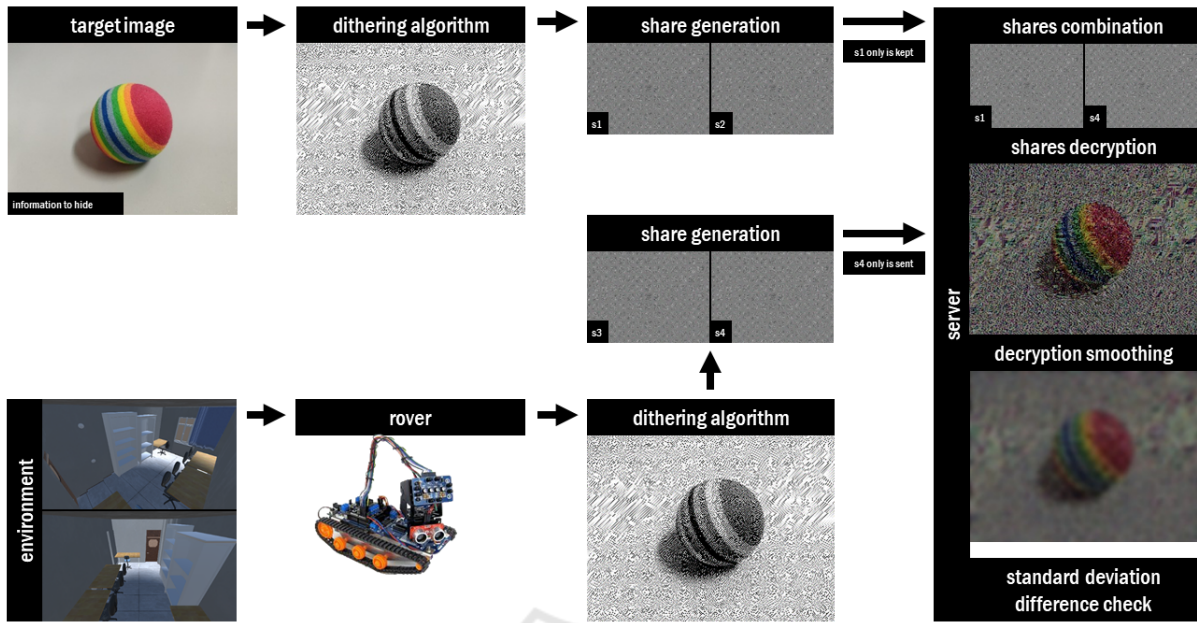 target image
dithering algorithm
share generation
s1 only is kept
shares combination
s1
s2
s1
s4
information to hide
shares decryption
share generation
s4 only is sent
s3
s4
server
decryption smoothing
environment
rover
dithering algorithm
standard deviation
difference check